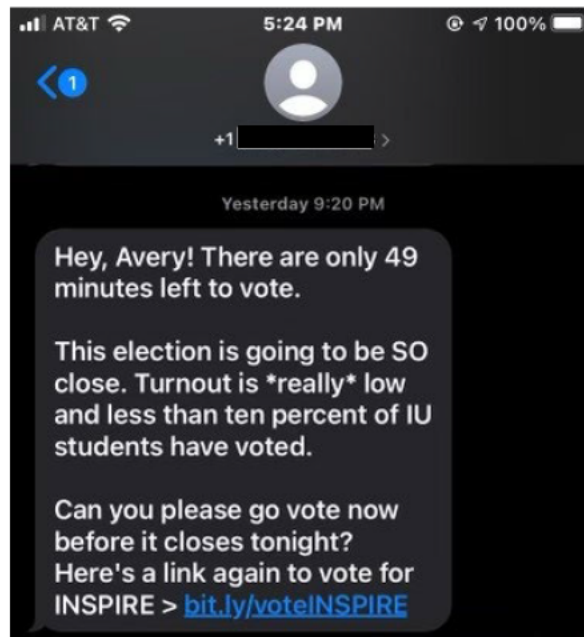 AT&T 5:24 PM 100%
1
+1
Yesterday 9:20 PM
Hey, Avery! There are only 49
minutes left to vote.
This election is going to be SO
close. Turnout is *really* low
and less than ten percent of IU
students have voted.
Can you please go vote now
before it closes tonight?
Here's a link again to vote for
INSPIRE > bit.ly/voteINSPIRE